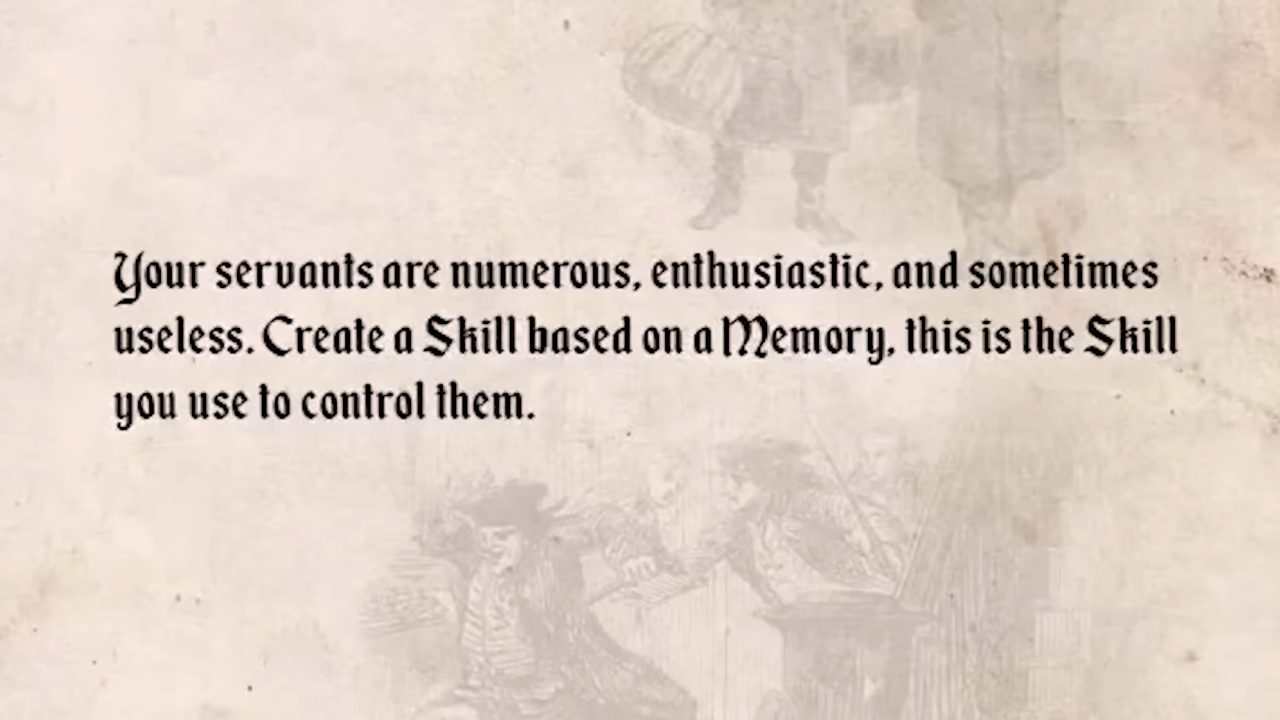 Your servants are numerous, enthusiastic, and sometimes
useless. Create a Skill based on a Memory, this is the Skill
you use to control them.